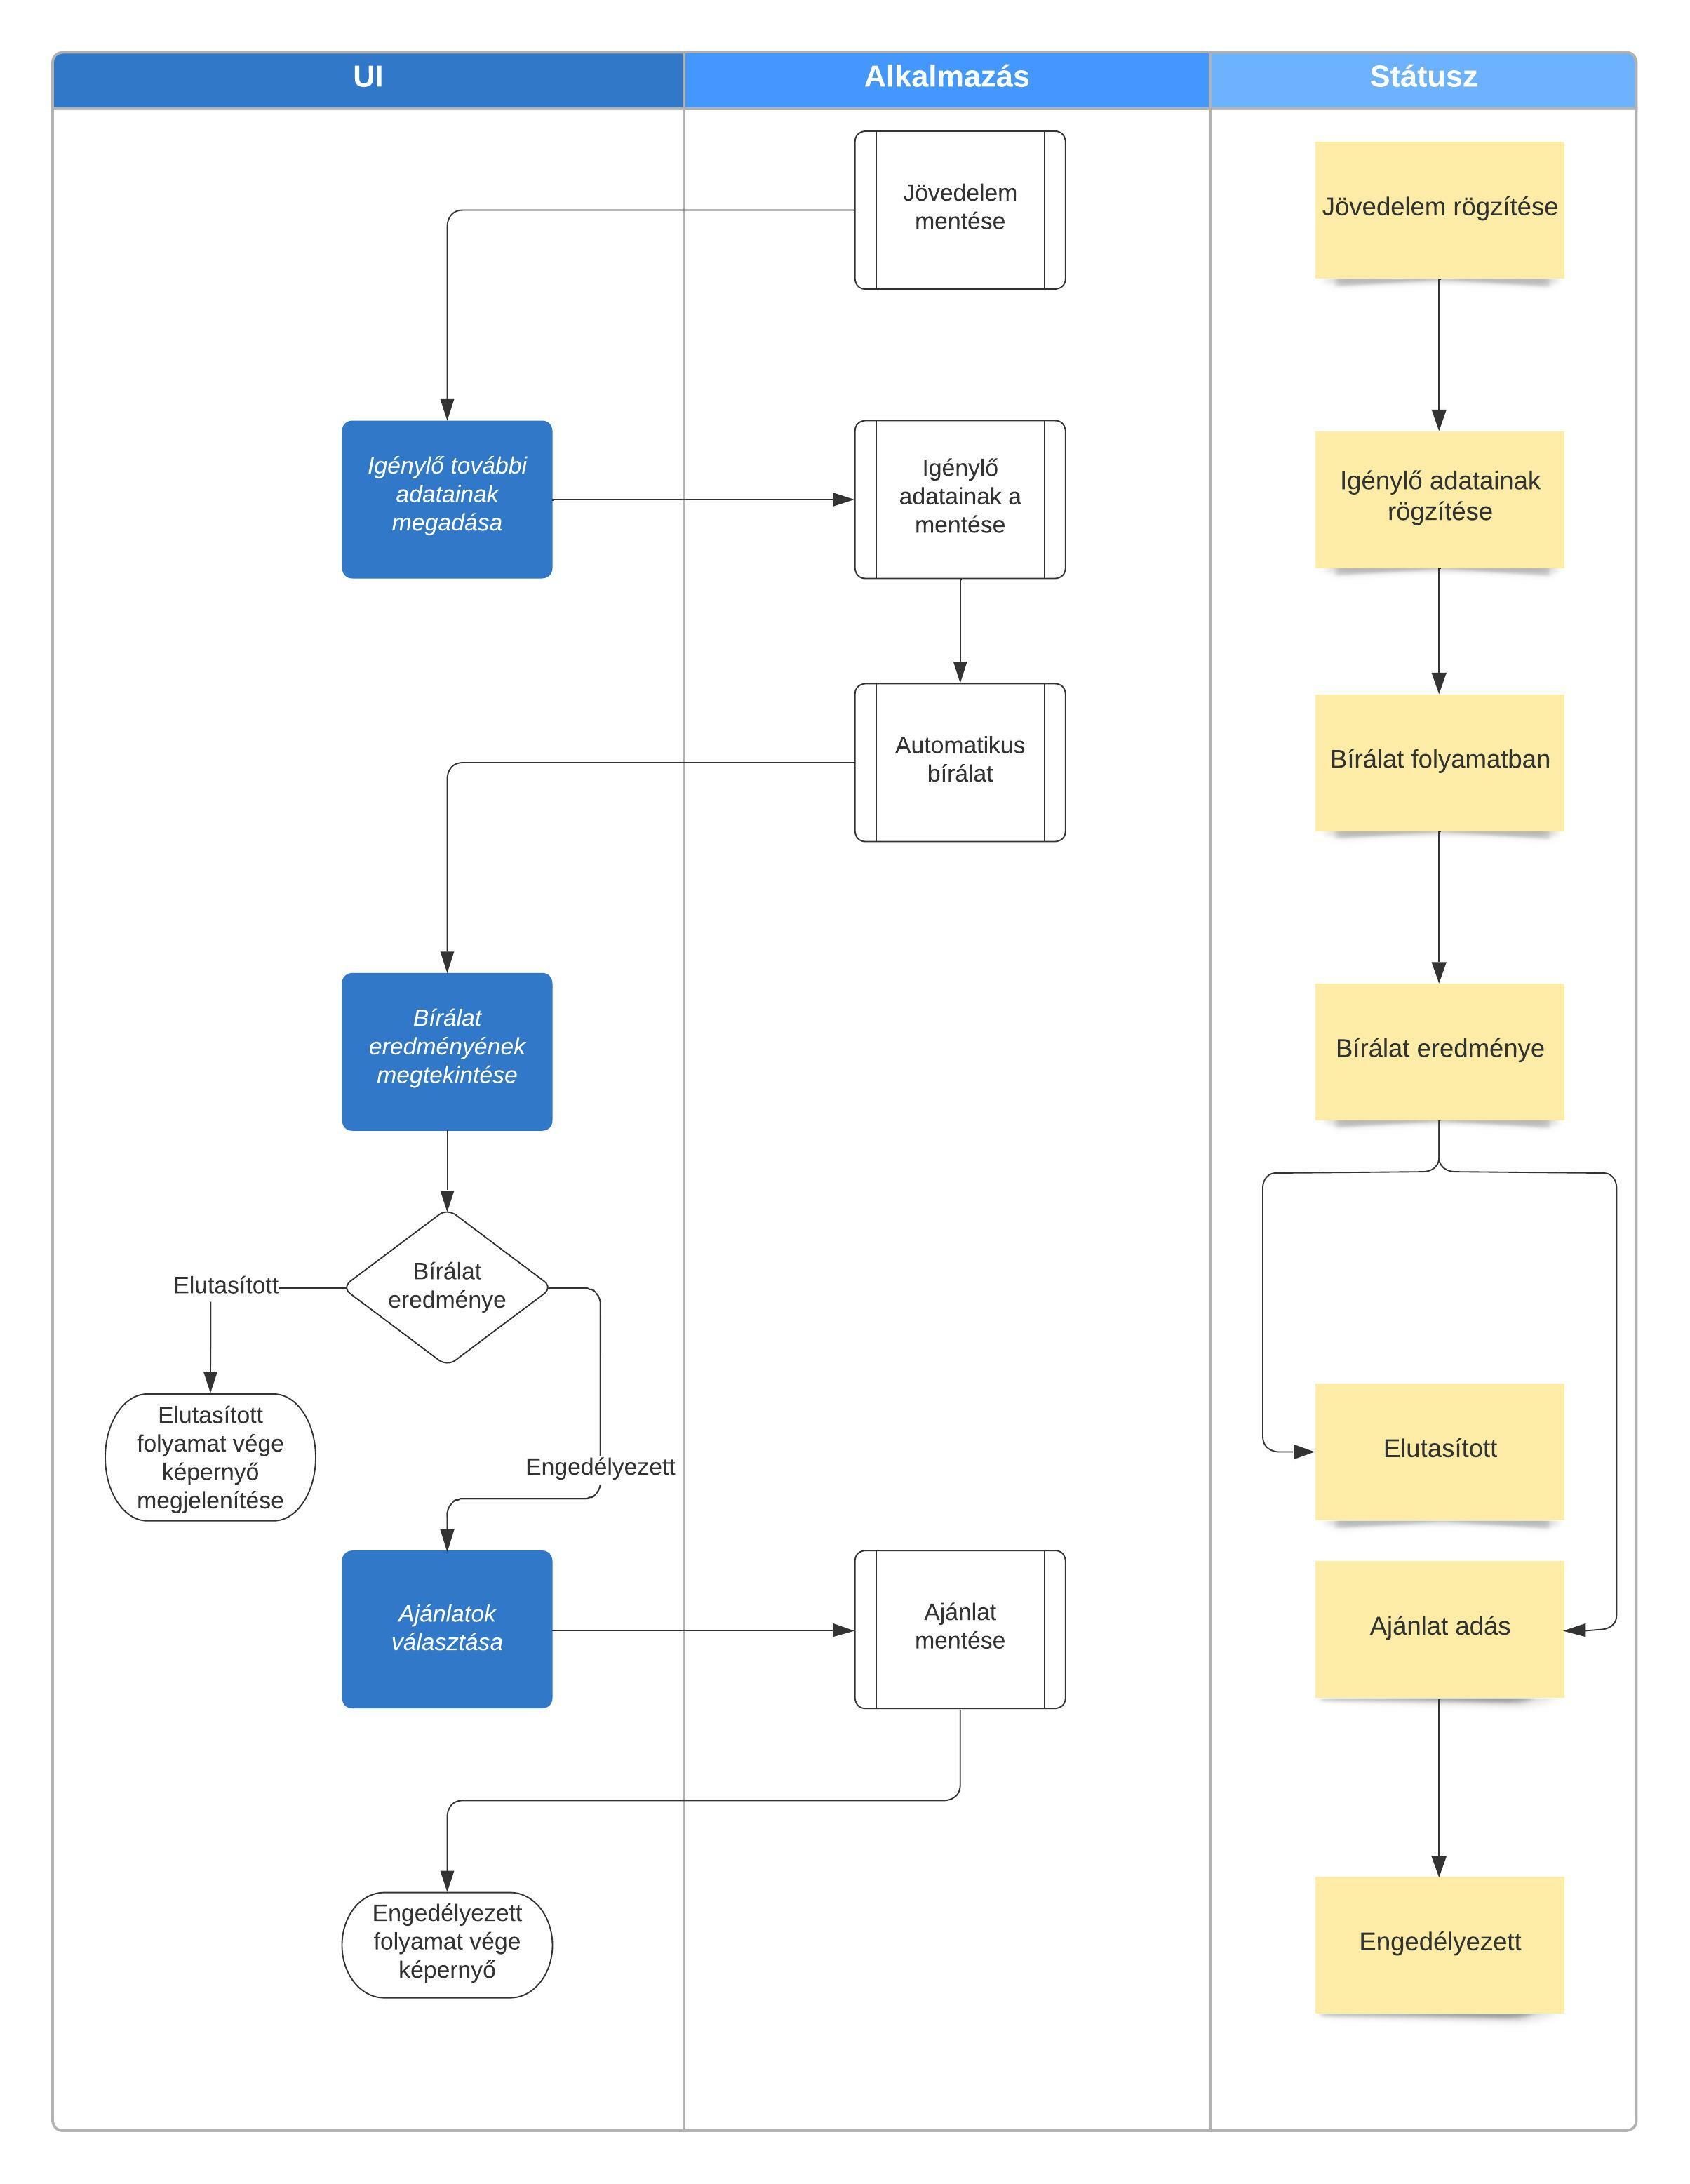 UI
Alkalmazás
Státusz
Jövedelem
mentése
Jövedelem rögzítése
Igénylő további
adatainak
megadása
Igénylő
adatainak a
mentése
Igénylő adatainak
rögzítése
Automatikus
bírálat
Bírálat folyamatban
Bírálat
eredményének
megtekintése
Bírálat eredménye
Bírálat
eredménye
Elutasított
Elutasított
folyamat vége
képernyő
megjelenítése
Engedélyezett
Elutasított
Ajánlatok
választása
Ajánlat
mentése
Ajánlat adás
Engedélyezett
folyamat vége
képernyő
Engedélyezett